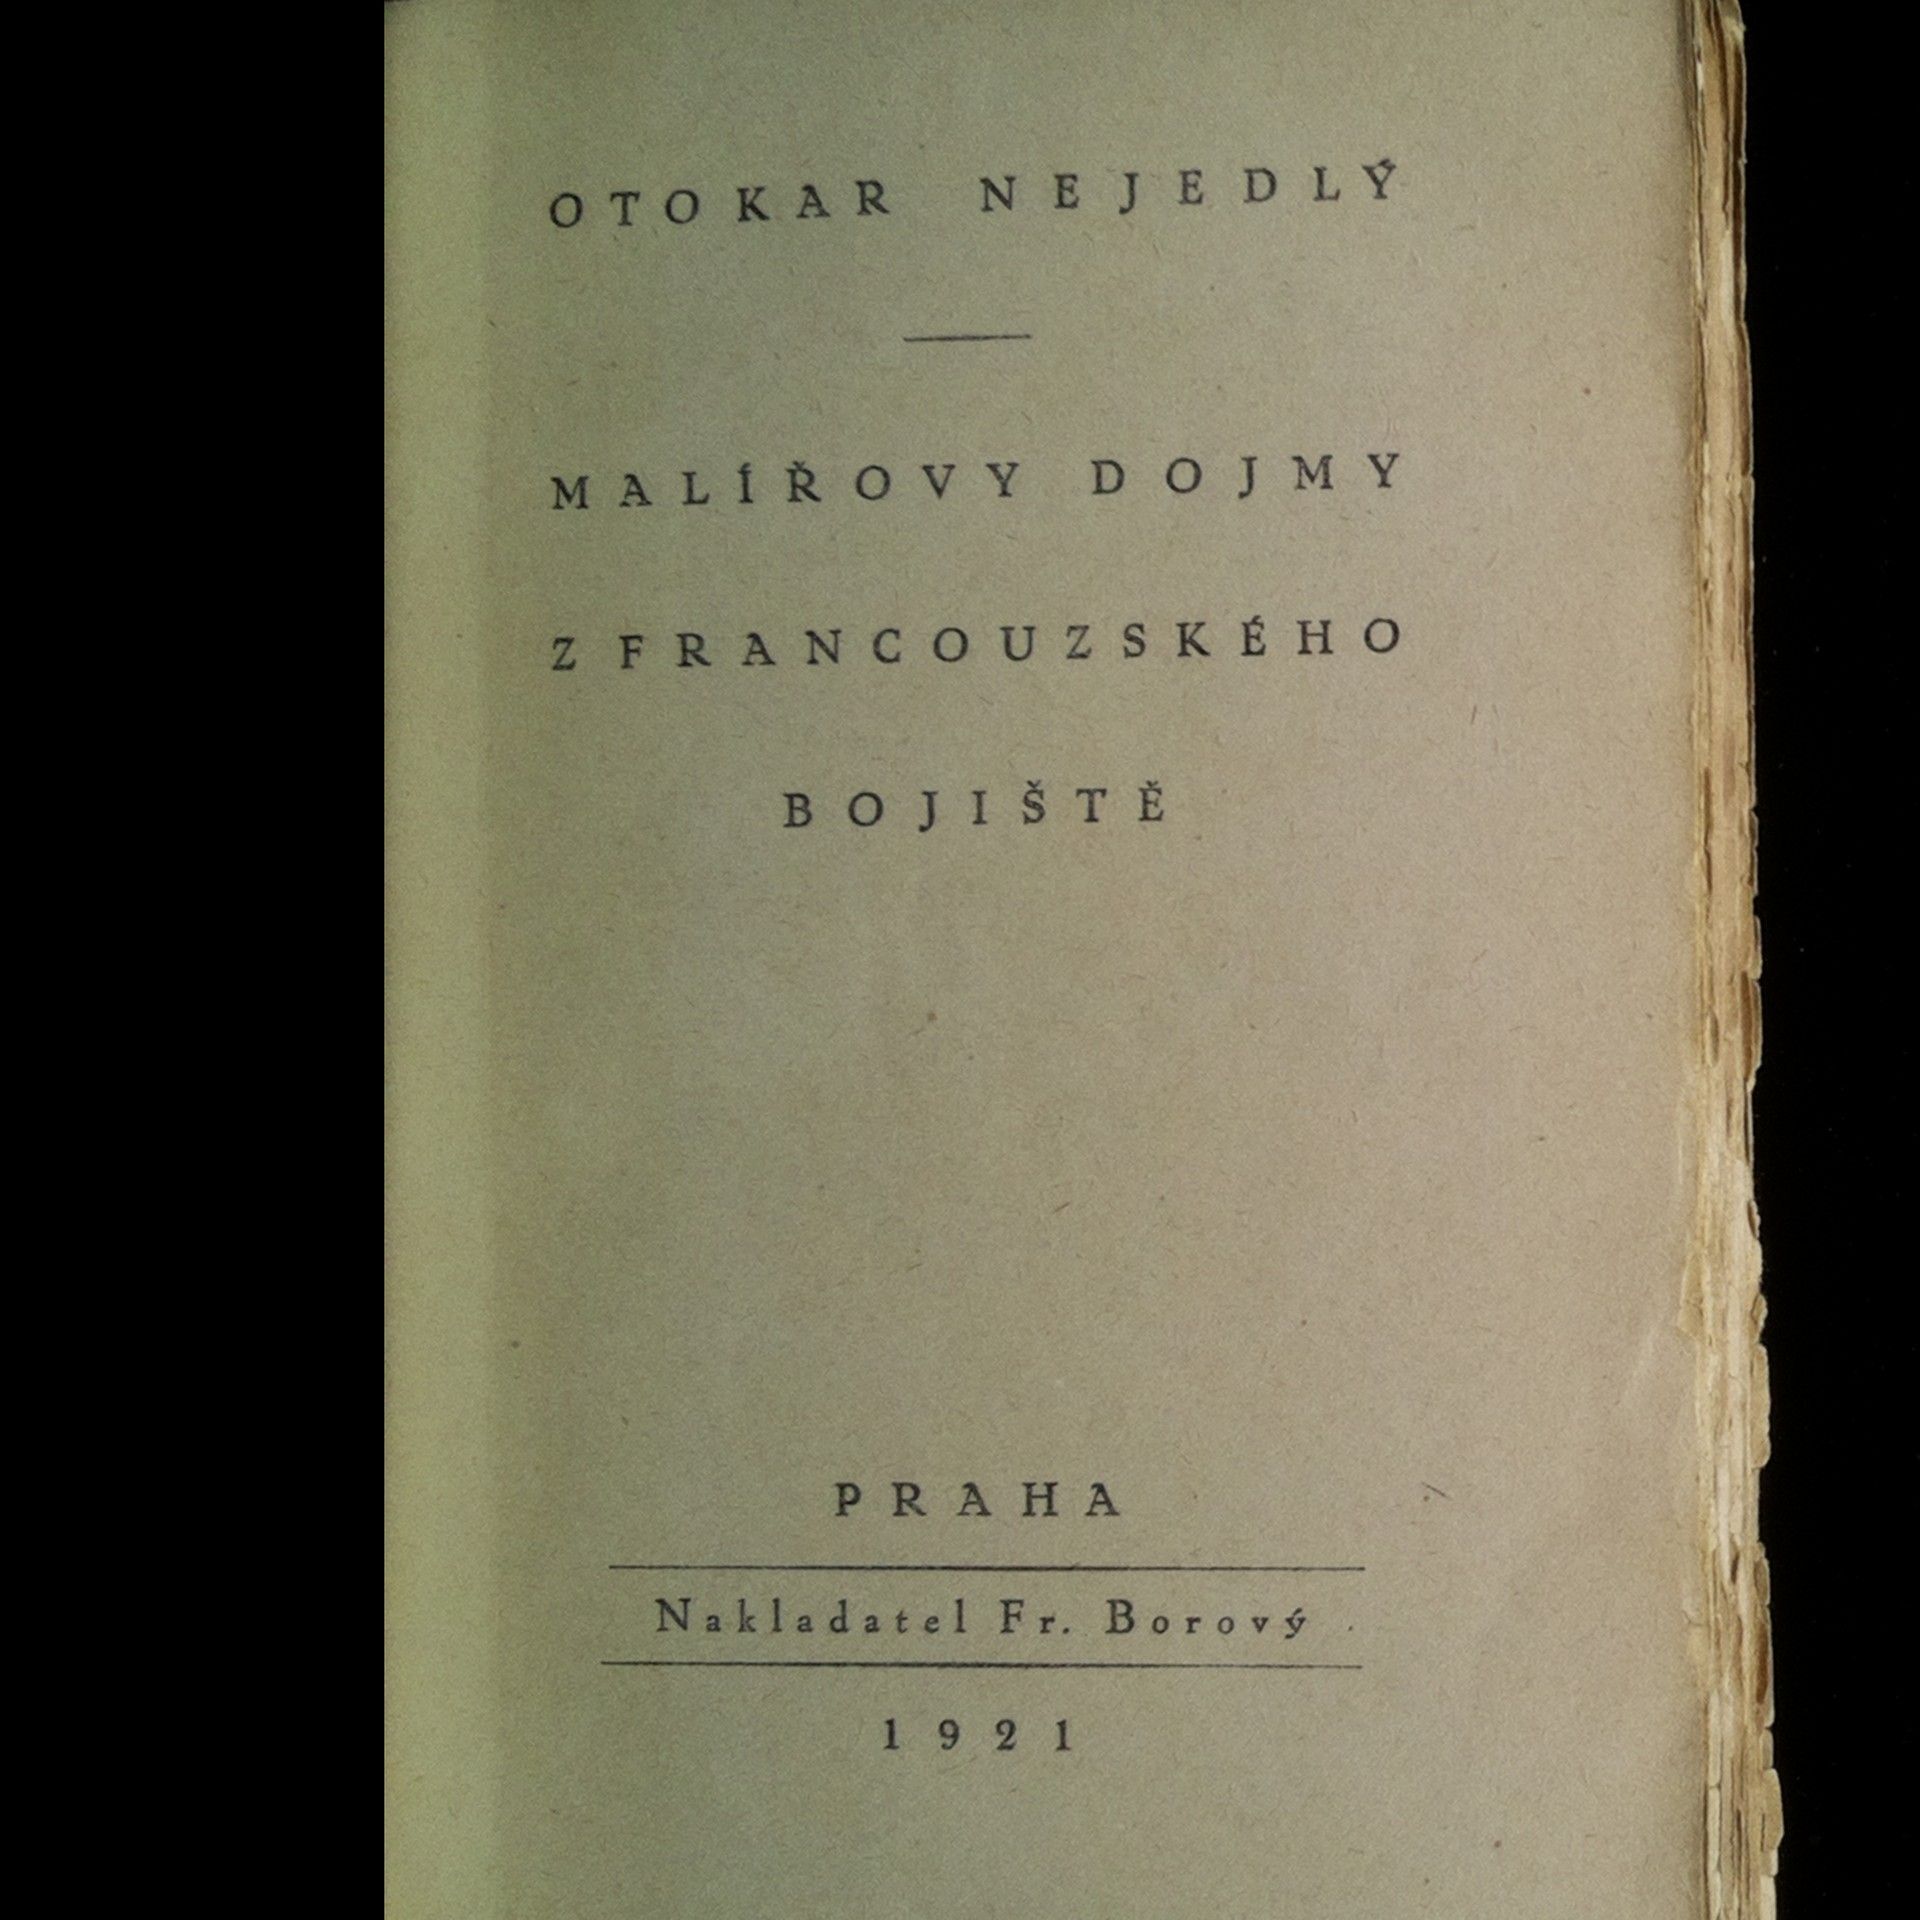 OTOKAR NEJEDLÝ
MALÍŘOVY DOJMY
Z FRANCOUZSKÉHO
BOJIŠTĚ
PRAHA
Nakladatel Fr. Borový
1921